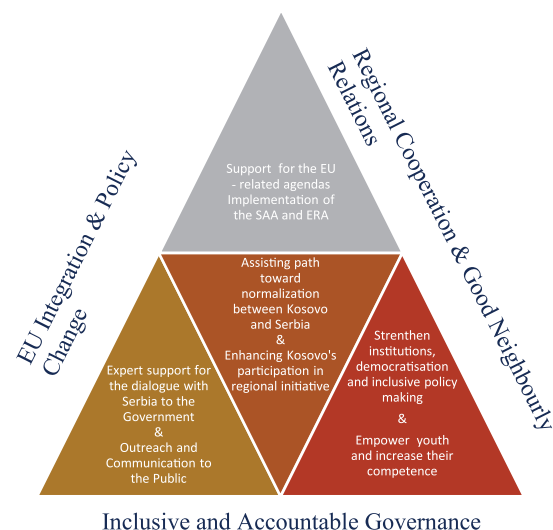 EU Integration & Policy
Change
Regional Cooperation & Good Neighbourly
Relations
Support for the EU
- related agendas
Implementation of
the SAA and ERA
Assisting path
toward
normalization
between Kosovo
and Serbia
&
Enhancing Kosovo's
participation in
regional initiative
Expert support for
the dialogue with
Serbia to the
Government
&
Outreach and
Communication to
the Public
Strenten
institutions,
democratisation
and inclusive policy
making
&
Empower youth
and increase their
competence
Inclusive and Accountable Governance